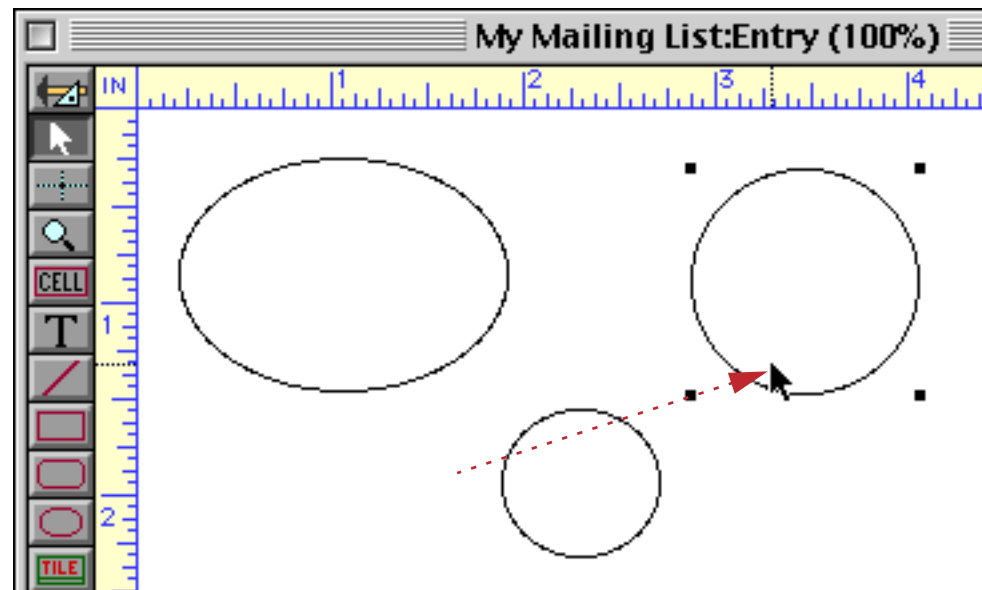 My Mailing List:Entry (100%)
IN
1 2 3 4
CELL
T
1
2
TILE